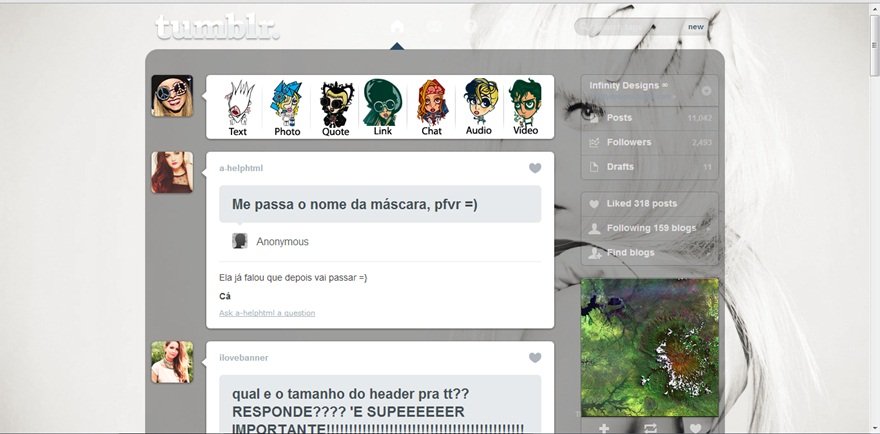 tumblr.
new
Text
Photo
Quote
Link
Chat
Audio
Video
Infinity Designs ∞
Posts 11,042
Followers 2,493
Drafts 11
Liked 318 posts
Following 159 blogs
Find blogs
a-helphtml
Me passa o nome da máscara, pfvr =)
Anonymous
Ela já falou que depois vai passar =}
Cá
Ask a-helphtml a question
ilovebanner
qual e o tamanho do header pra tt??
RESPONDE???? 'E SUPEEEEEER
IMPORTANTE!!!!!!!!!!!!!!!!!!!!!!!!!!!!!!!!!!!!!!!!!!!!